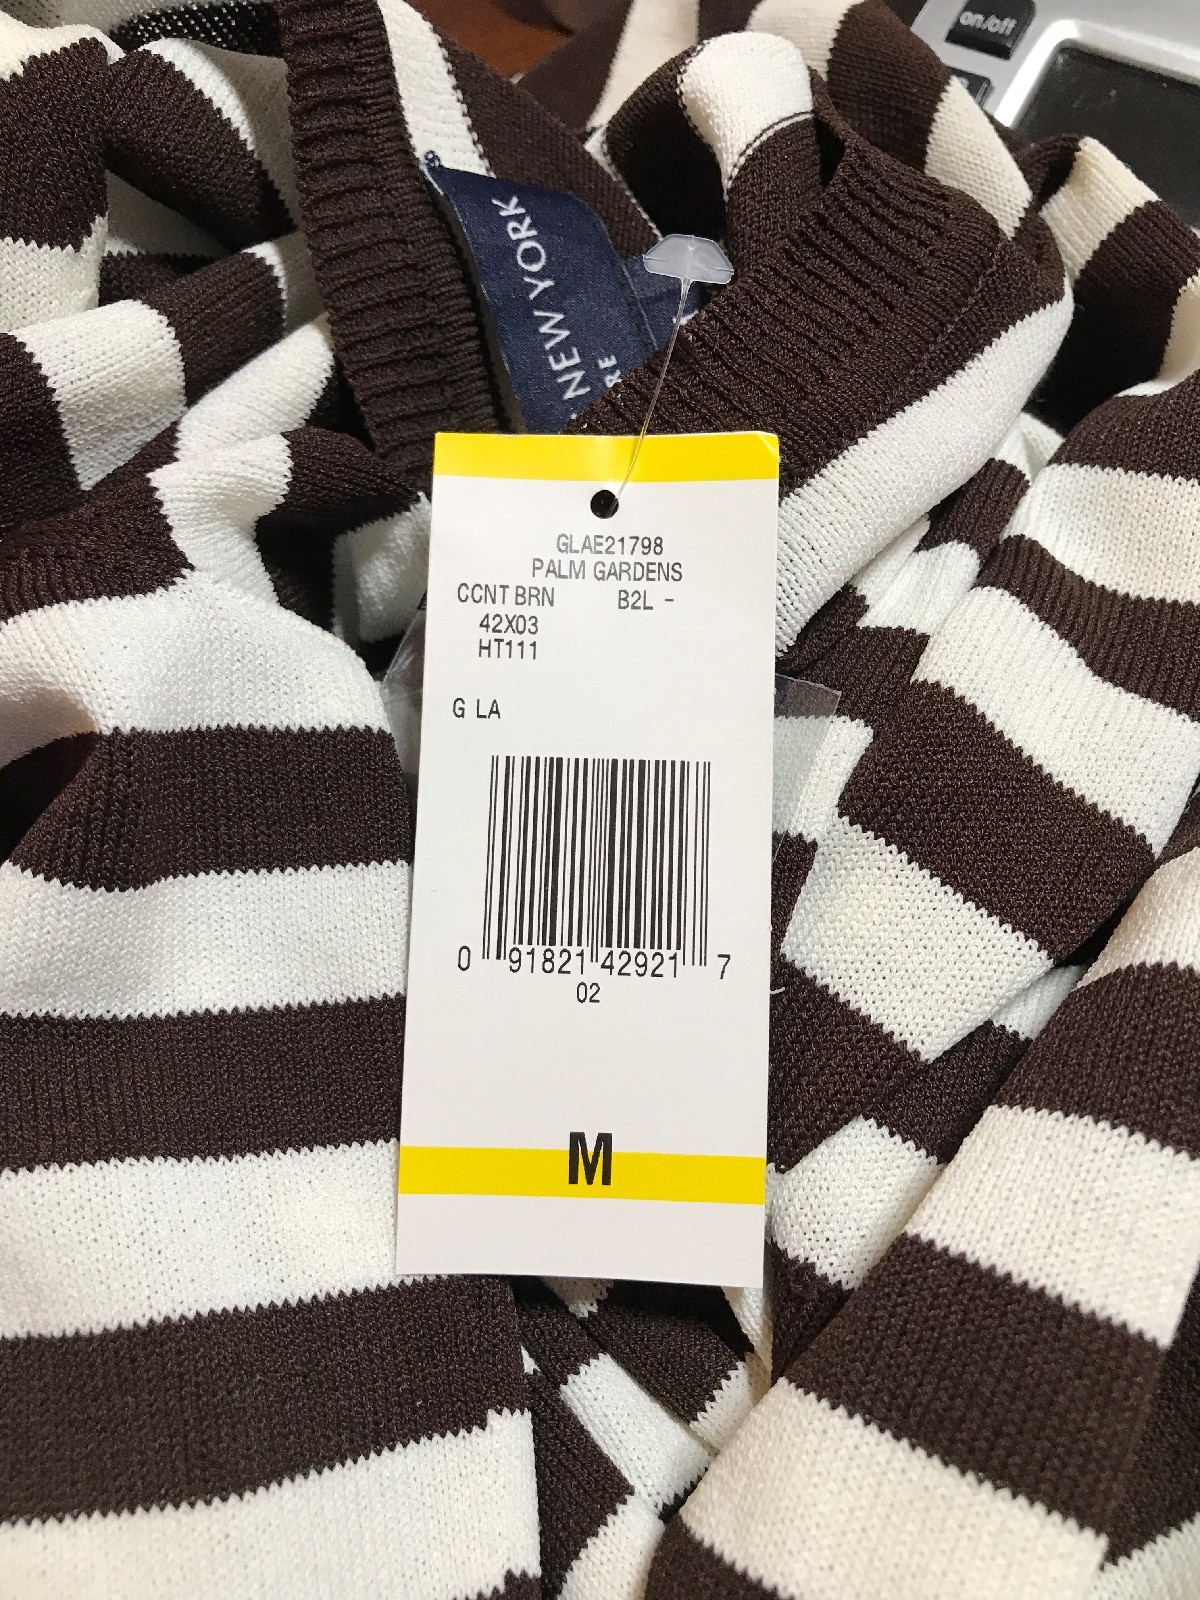 on/off
NEW YORK
GLAE21798
PALM GARDENS
CCNT BRN B2L -
42X03
HT111
G LA
0 91821 42921 7
02
M